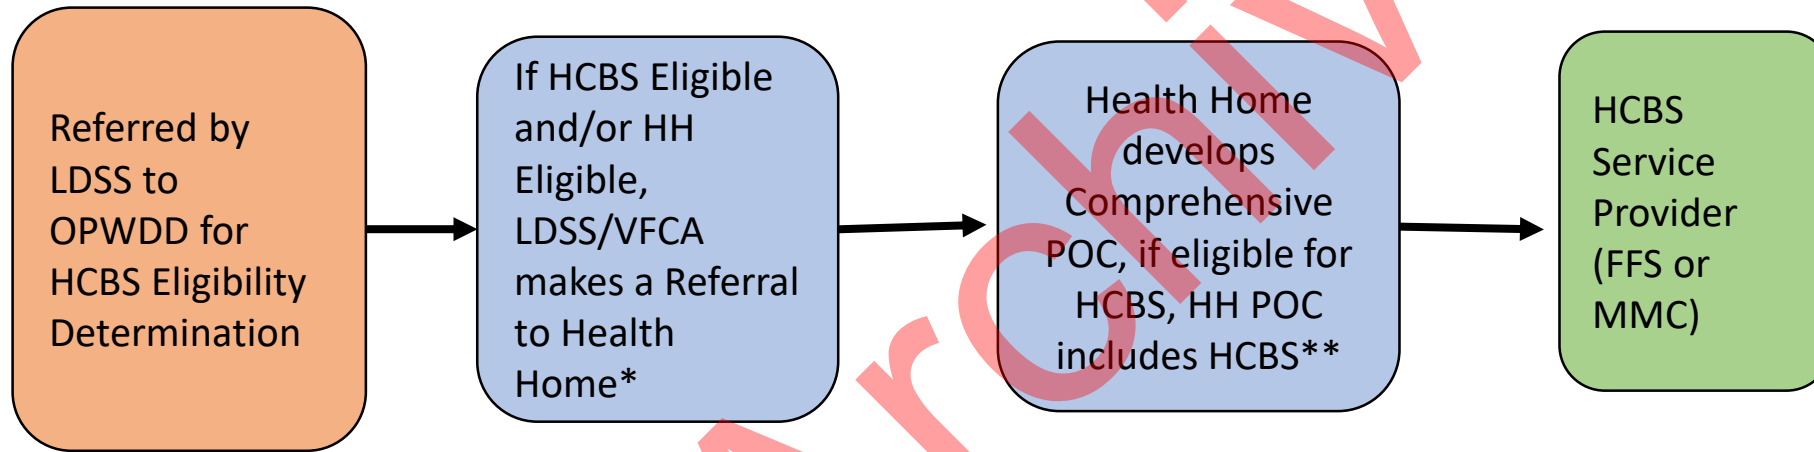 Referred by
LDSS to
OPWDD for
HCBS Eligibility
Determination
If HCBS Eligible
and/or HH
Eligible,
LDSS/VFCA
makes a Referral
to Health
Home*
Health Home
develops
Comprehensive
POC, if eligible for
HCBS, HH POC
includes HCBS**
HCBS
Service
Provider
(FFS or
MMC)
Archiv